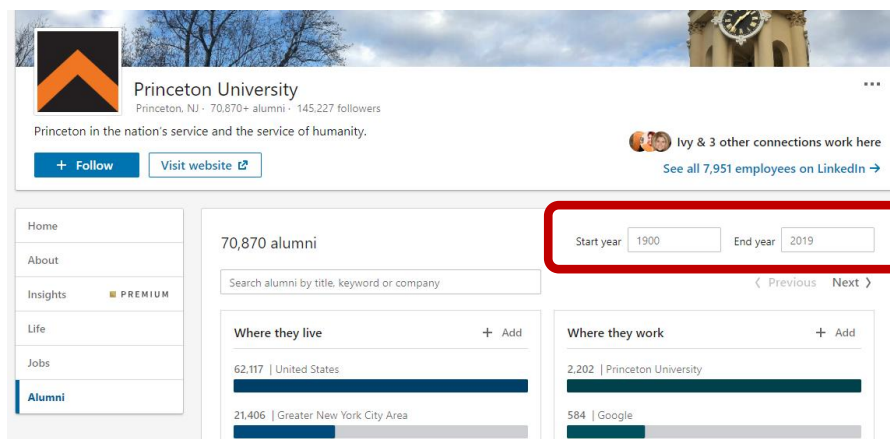 Princeton University
Princeton, NJ · 70,870+ alumni · 145,227 followers
Princeton in the nation's service and the service of humanity.
Ivy & 3 other connections work here
+ Follow
Visit website
See all 7,951 employees on LinkedIn →
Home
About
Insights PREMIUM
Life
Jobs
Alumni
70,870 alumni
Start year 1900 End year 2019
Search alumni by title, keyword or company
Previous Next
Where they live + Add
62,117 | United States
21,406 | Greater New York City Area
Where they work + Add
2,202 | Princeton University
584 | Google